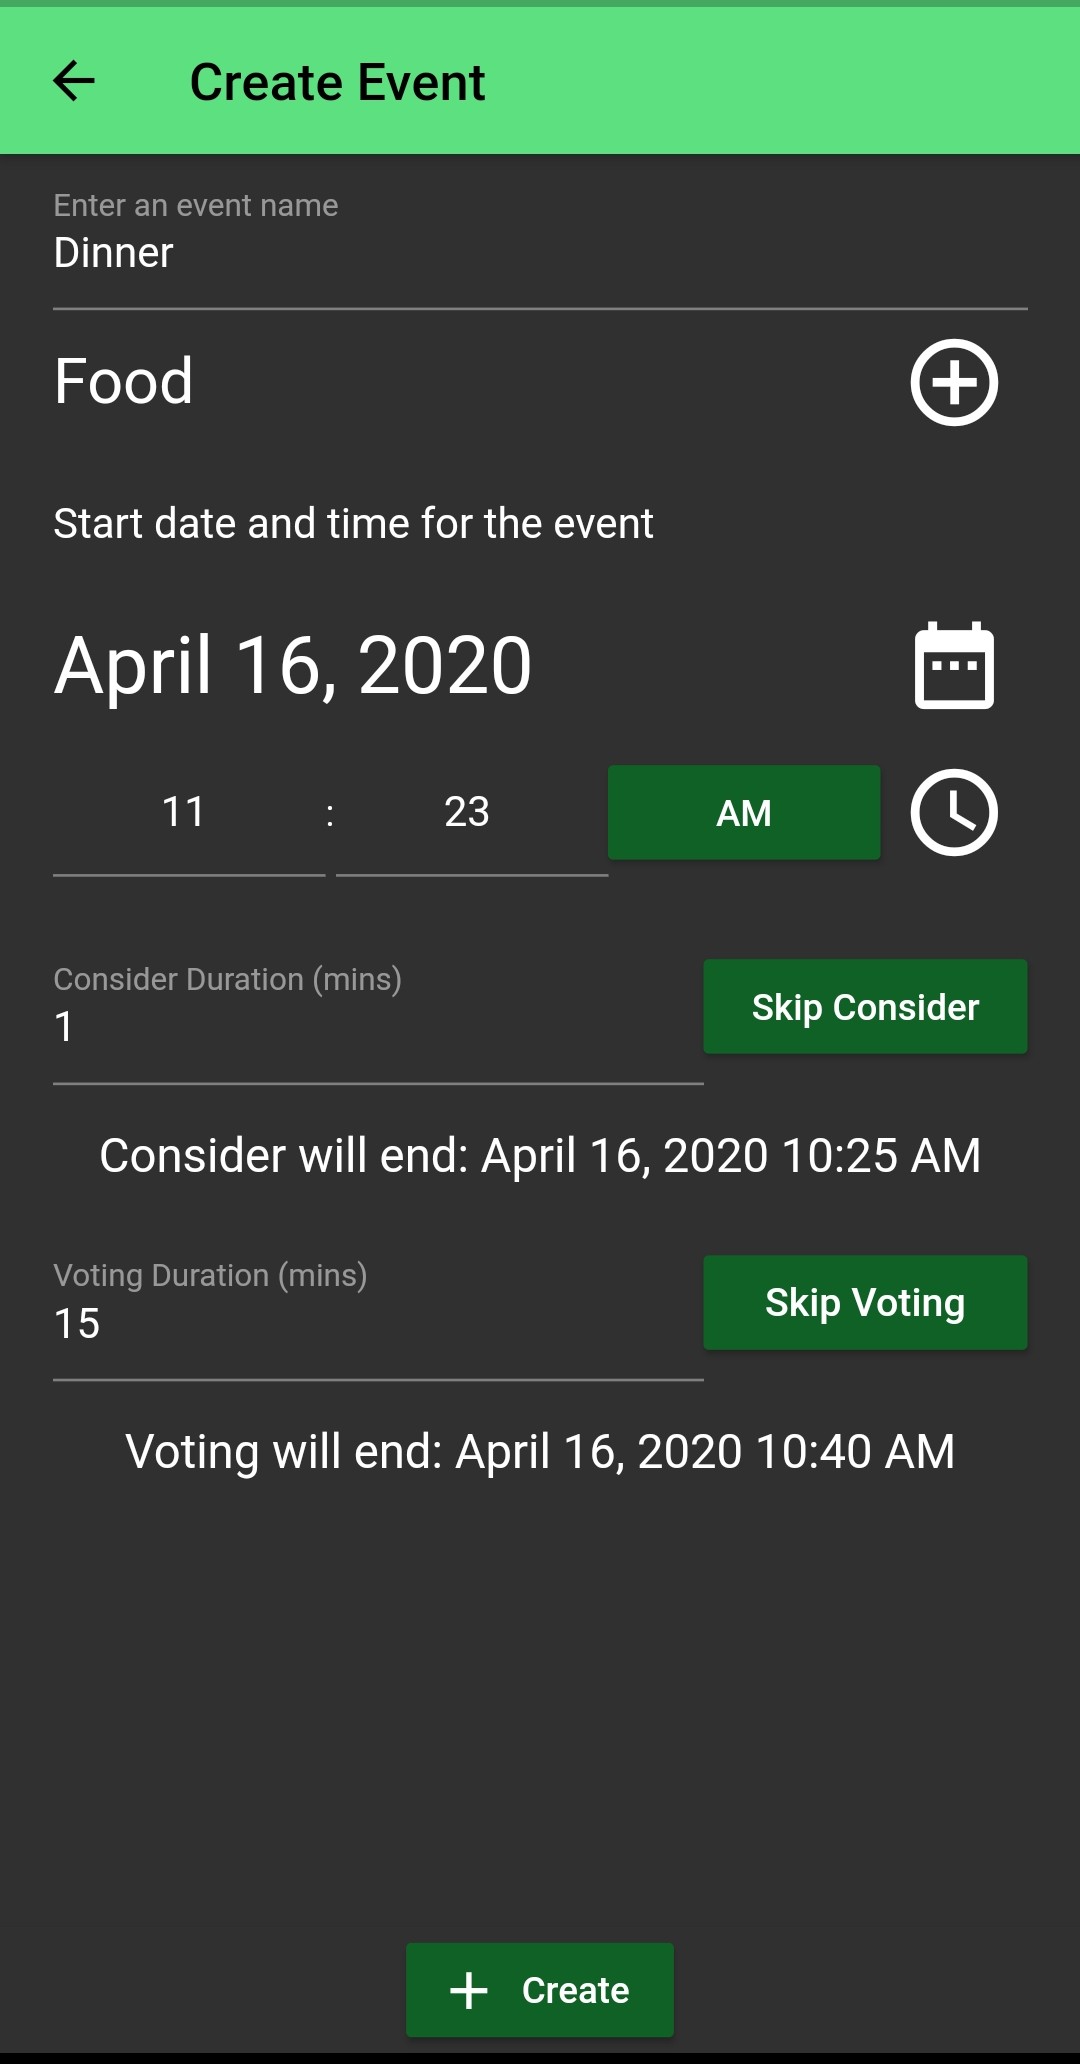 Create Event
Enter an event name
Dinner
Food
Start date and time for the event
April 16, 2020
11 : 23 AM
Consider Duration (mins)
1
Skip Consider
Consider will end: April 16, 2020 10:25 AM
Voting Duration (mins)
15
Skip Voting
Voting will end: April 16, 2020 10:40 AM
Create